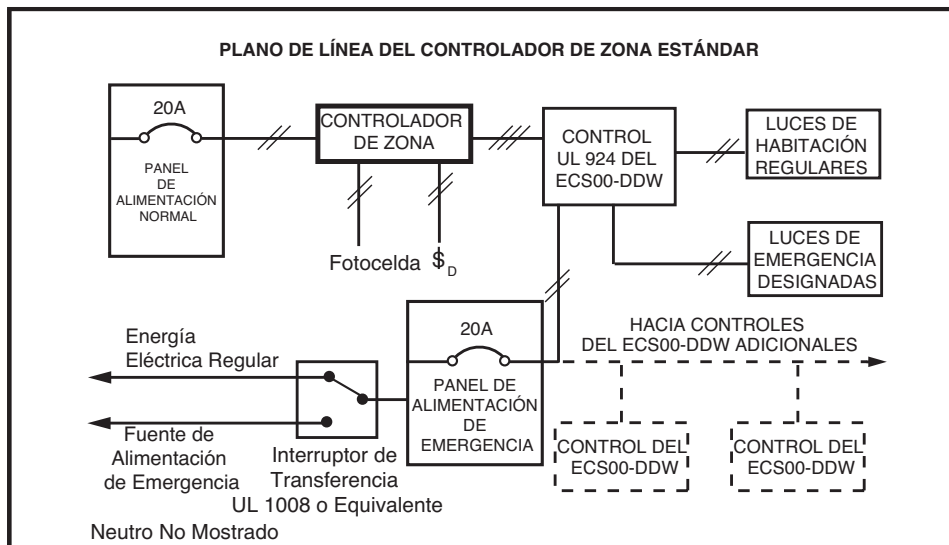 PLANO DE LÍNEA DEL CONTROLADOR DE ZONA ESTÁNDAR
20A
PANEL
DE
ALIMENTACIÓN
NORMAL
CONTROLADOR
DE ZONA
Fotocelda
$D
CONTROL
UL 924 DEL
ECS00-DDW
LUCES DE
HABITACIÓN
REGULARES
LUCES DE
EMERGENCIA
DESIGNADAS
Energía
Eléctrica Regular
Fuente de
Alimentación
de Emergencia
Interruptor de
Transferencia
UL 1008 o Equivalente
20A
PANEL DE
ALIMENTACIÓN
DE
EMERGENCIA
HACIA CONTROLES
DEL ECS00-DDW ADICIONALES
CONTROL DEL
ECS00-DDW
CONTROL DEL
ECS00-DDW
Neutro No Mostrado